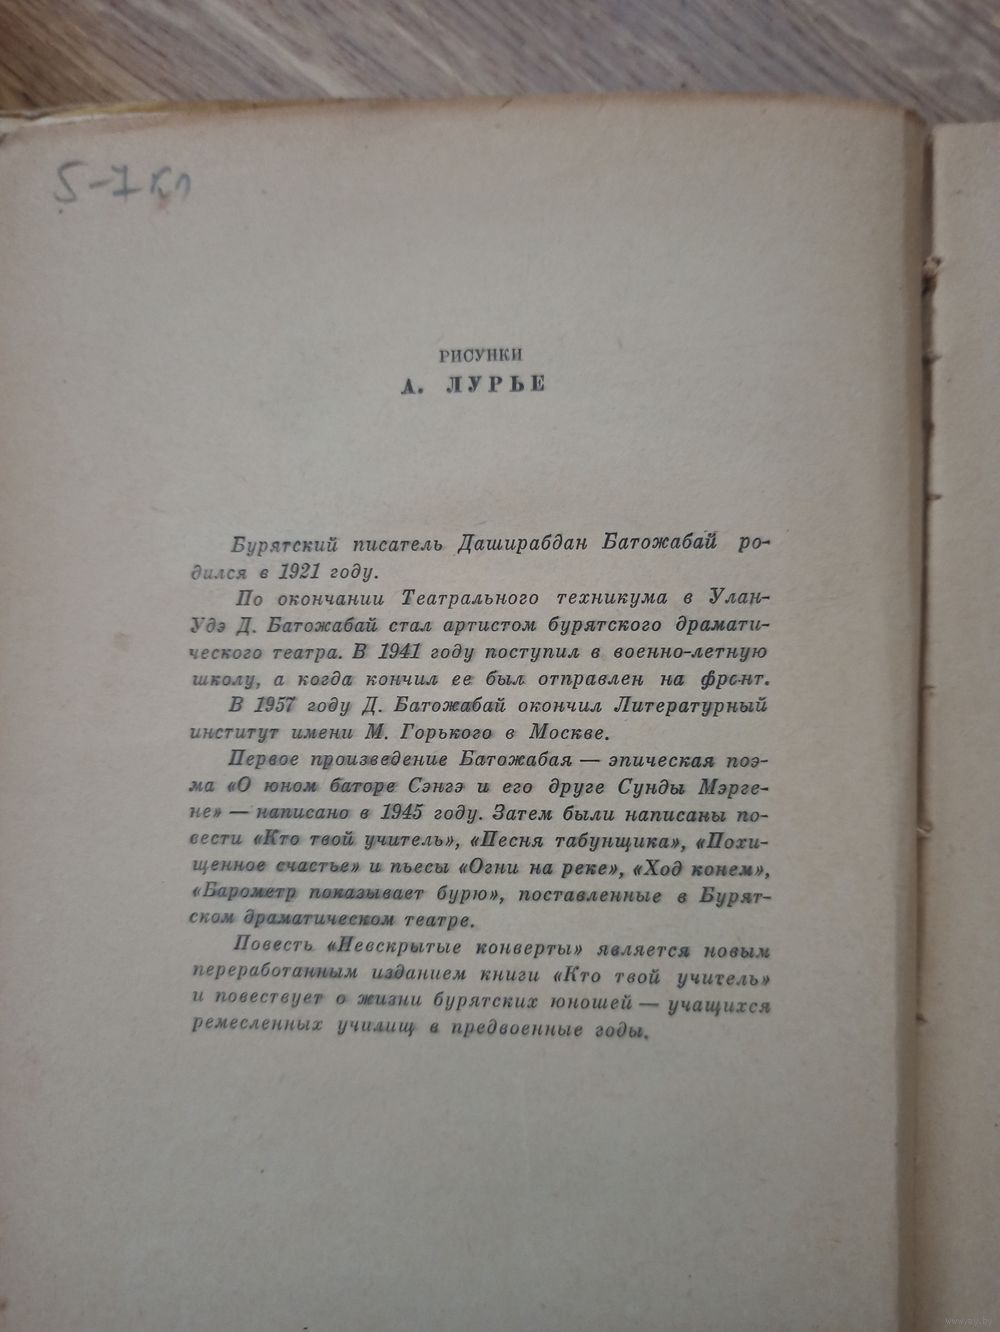 5-7 кл
РИСУНКИ
А. ЛУРЬЕ
Бурятский писатель Даширабдан Батожабай ро-
дился в 1921 году.
По окончании Театрального техникума в Улан-
Удэ Д. Батожабай стал артистом бурятского драмати-
ческого театра. В 1941 году поступил в военно-летную
школу, а когда кончил ее был отправлен на фронт.
В 1957 году Д. Батожабай окончил Литературный
институт имени М. Горького в Москве.
Первое произведение Батожабая — эпическая поэ-
ма «О юном баторе Сэнгэ и его друге Сунды Мэрге-
не» — написано в 1945 году. Затем были написаны по-
вести «Кто твой учитель», «Песня табунщика», «Похи-
щенное счастье» и пьесы «Огни на реке», «Ход конем»,
«Барометр показывает бурю», поставленные в Бурят-
ском драматическом театре.
Повесть «Невскрытые конверты» является новым
переработанным изданием книги «Кто твой учитель»
и повествует о жизни бурятских юношей — учащихся
ремесленных училищ в предвоенные годы.
www.ay.by